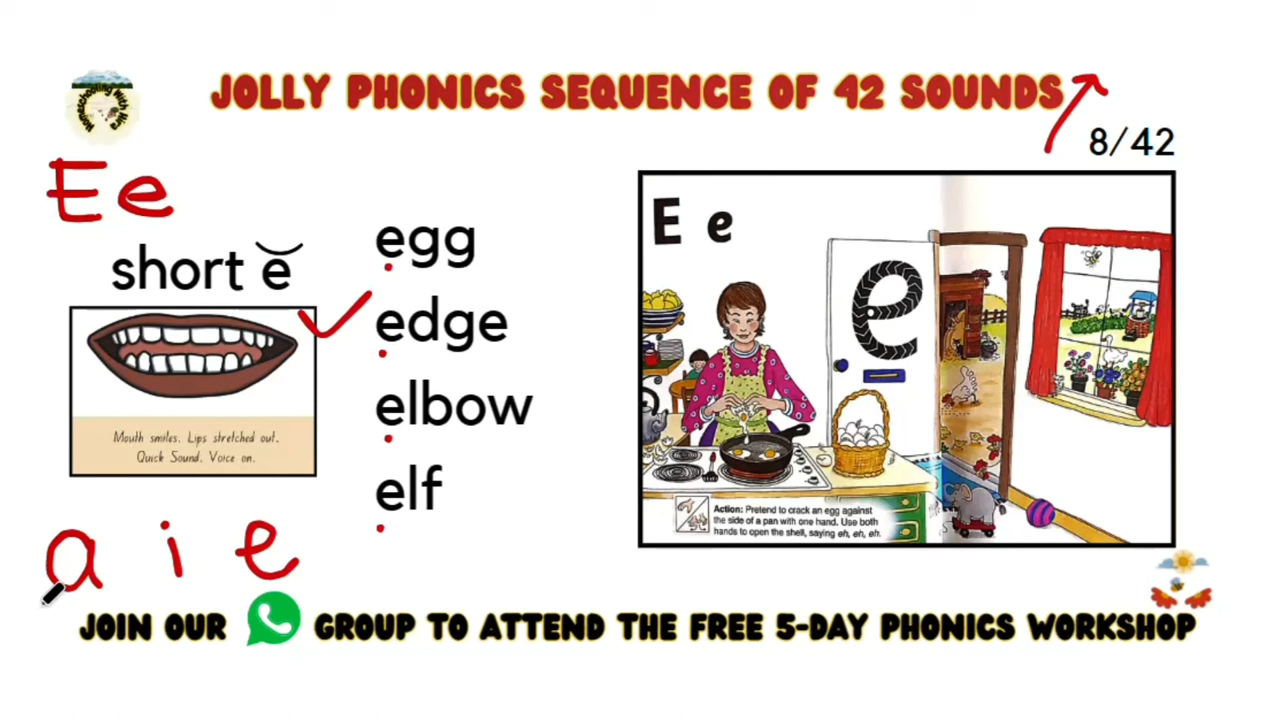 JOLLY PHONICS SEQUENCE OF 42 SOUNDS
8/42
Homeschooling With Hira
Ee
short ĕ
Mouth smiles. Lips stretched out.
Quick Sound. Voice on.
egg
edge
elbow
elf
a i e
E e
e
Action: Pretend to crack an egg against
the side of a pan with one hand. Use both
hands to open the shell, saying eh, eh, eh.
JOIN OUR GROUP TO ATTEND THE FREE 5-DAY PHONICS WORKSHOP